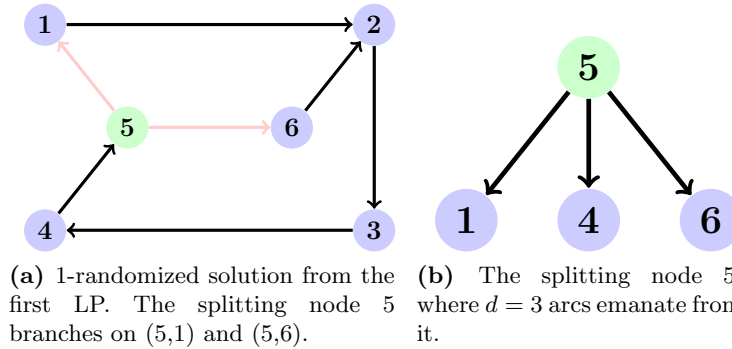 1
2
5
6
4
3
5
1
4
6
(a) 1-randomized solution from the
first LP. The splitting node 5
branches on (5,1) and (5,6).
(b) The splitting node 5
where d = 3 arcs emanate from
it.